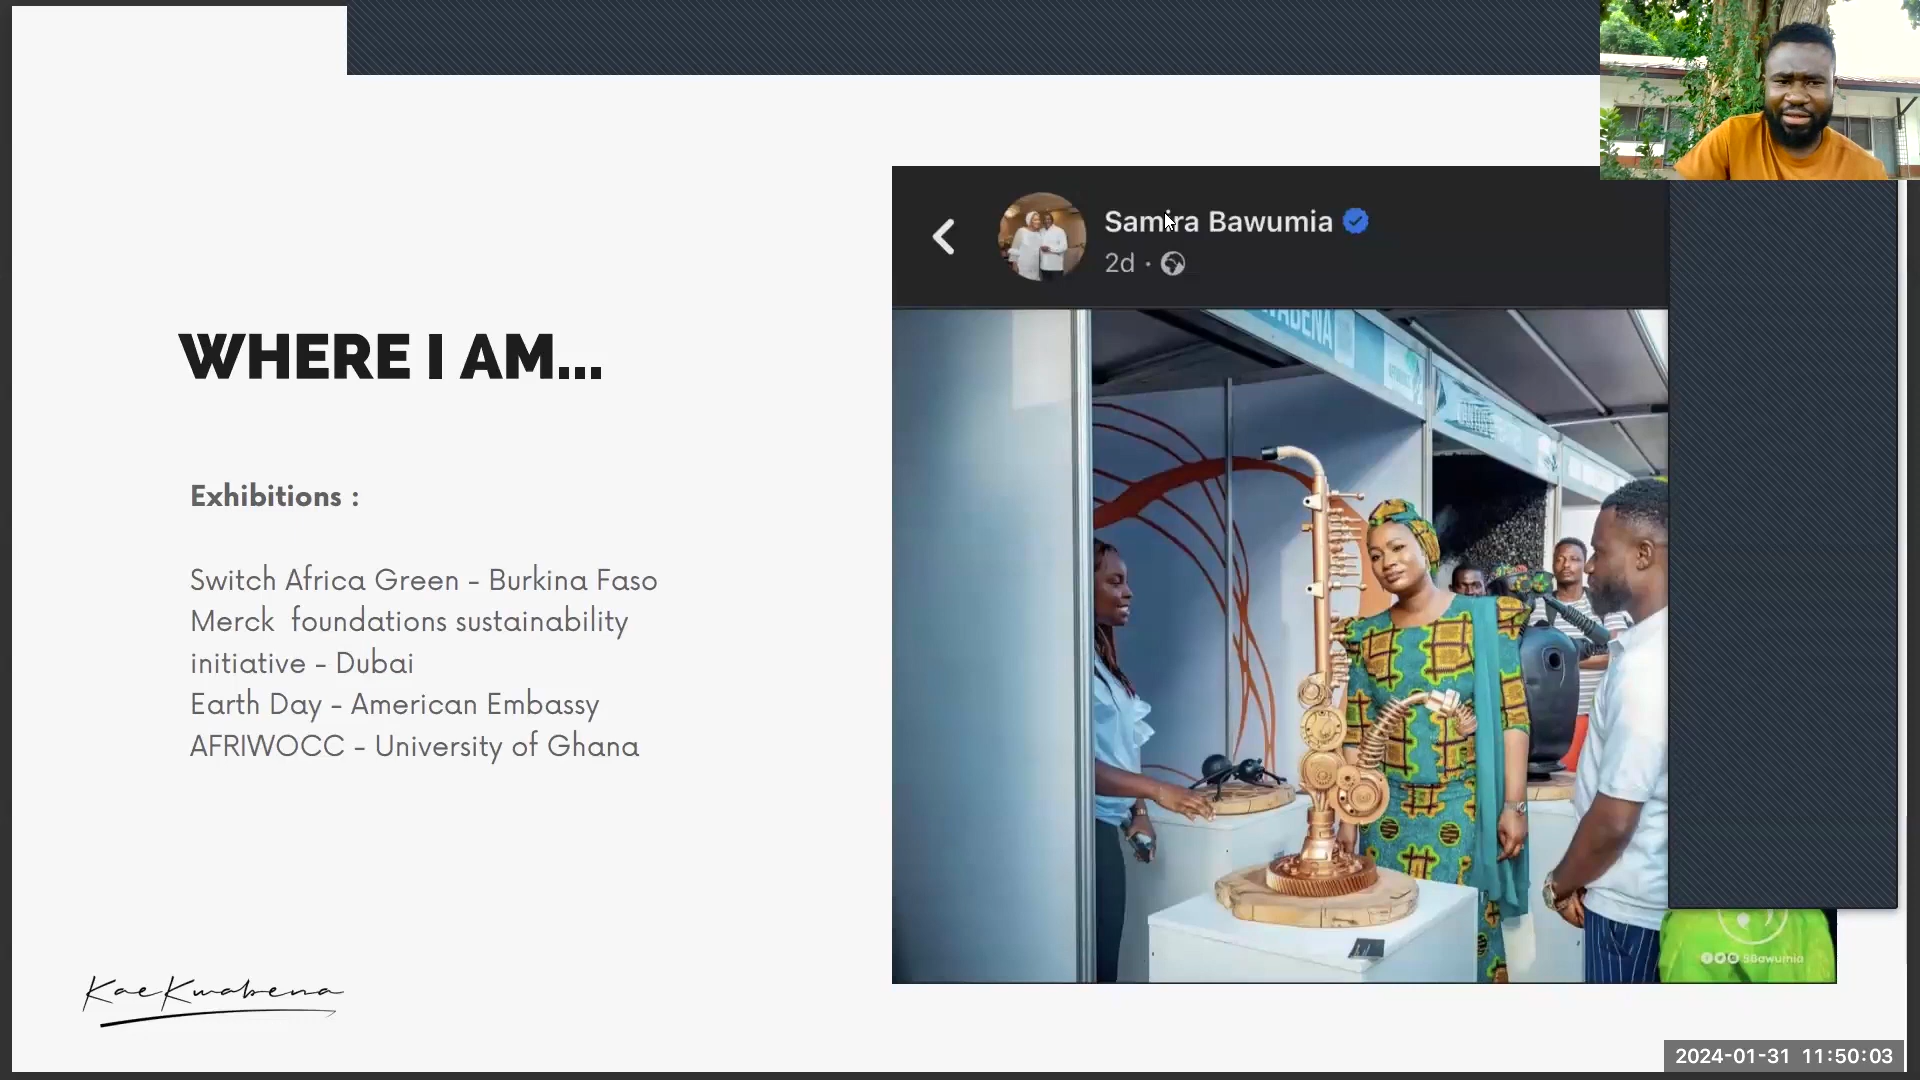 WHERE I AM...
Exhibitions :
Switch Africa Green - Burkina Faso
Merck foundations sustainability
initiative - Dubai
Earth Day - American Embassy
AFRIWOCC - University of Ghana
KaeKwabena
Samira Bawumia
2d ·
SBawumia
2024-01-31 11:50:03